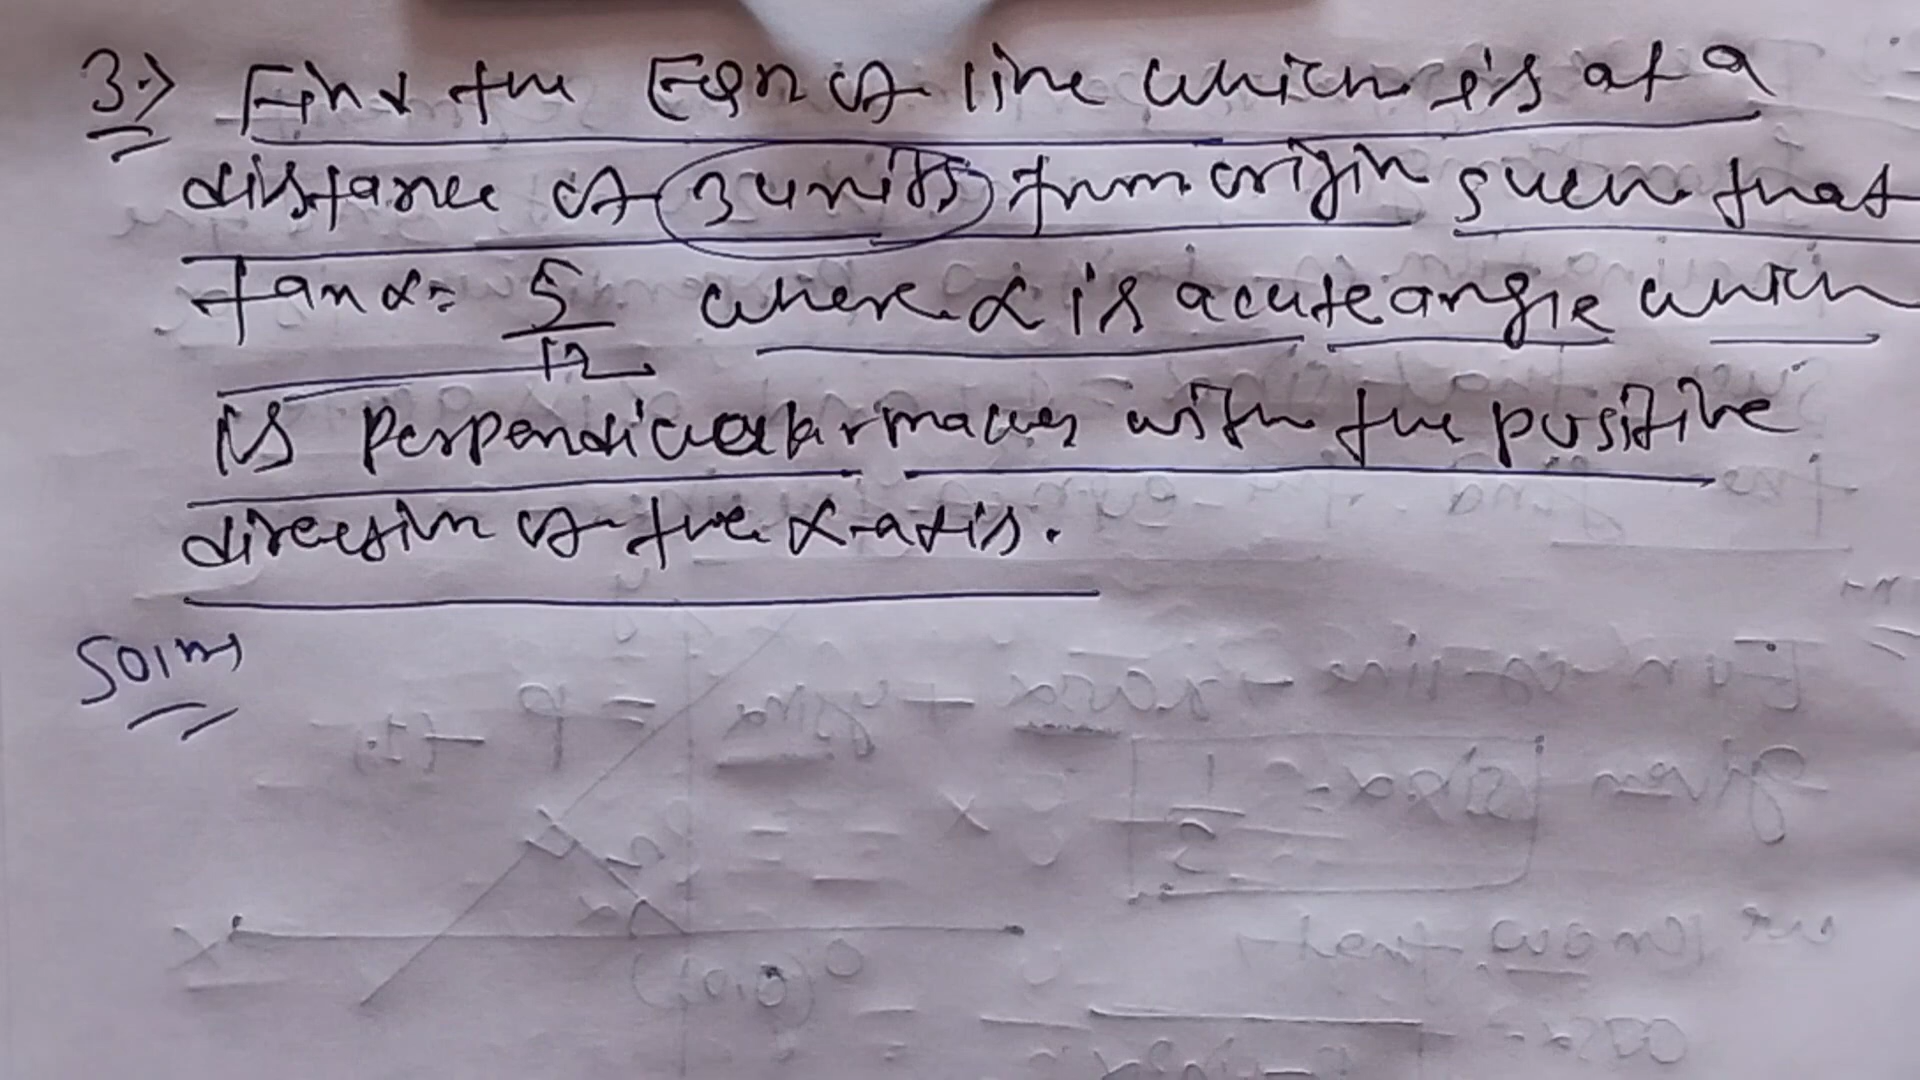 3.) Find the Eqn of line which is at a
distance of 3 units from origin such that
tan α = 5/12 where α is acute angle which
is perpendicular makes with the positive
direction of the x-axis.
Soln